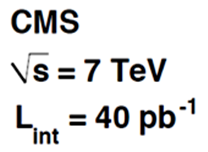 CMS
√s = 7 TeV
L_int = 40 pb⁻¹